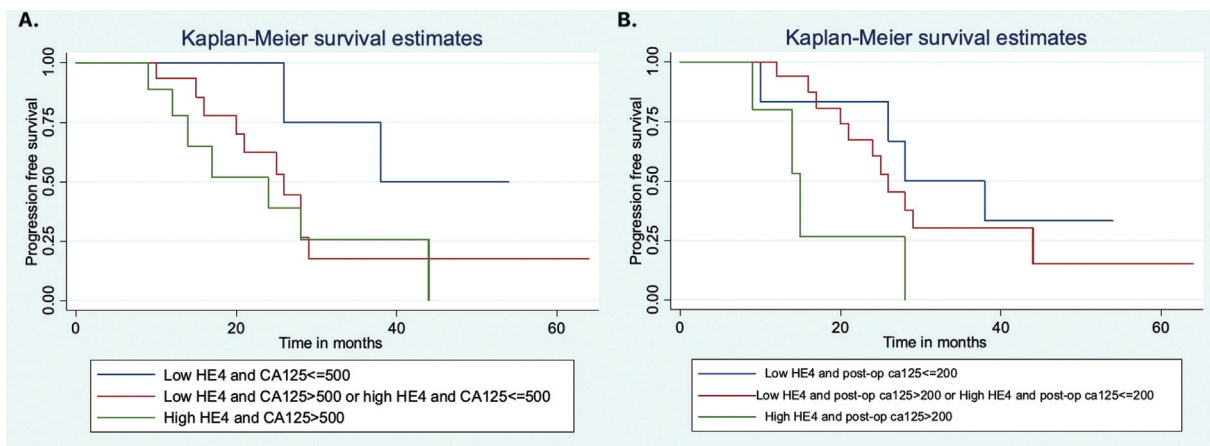 A.
Kaplan-Meier survival estimates
Progression free survival
1.00
0.75
0.50
0.25
0.00
0 20 40 60
Time in months
Low HE4 and CA125<=500
Low HE4 and CA125>500 or high HE4 and CA125<=500
High HE4 and CA125>500
B.
Kaplan-Meier survival estimates
Progression free survival
1.00
0.75
0.50
0.25
0.00
0 20 40 60
Time in months
Low HE4 and post-op ca125<=200
Low HE4 and post-op ca125>200 or High HE4 and post-op ca125<=200
High HE4 and post-op ca125>200